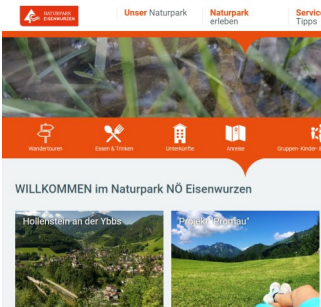 NATURPARK
EISENWURZEN
Unser Naturpark
Naturpark
erleben
Service
Tipps
Wandertouren
Essen & Trinken
Unterkünfte
Anreise
Gruppen- Kinder-
WILLKOMMEN im Naturpark NÖ Eisenwurzen
Hollenstein an der Ybbs
"Projekt "Promau"